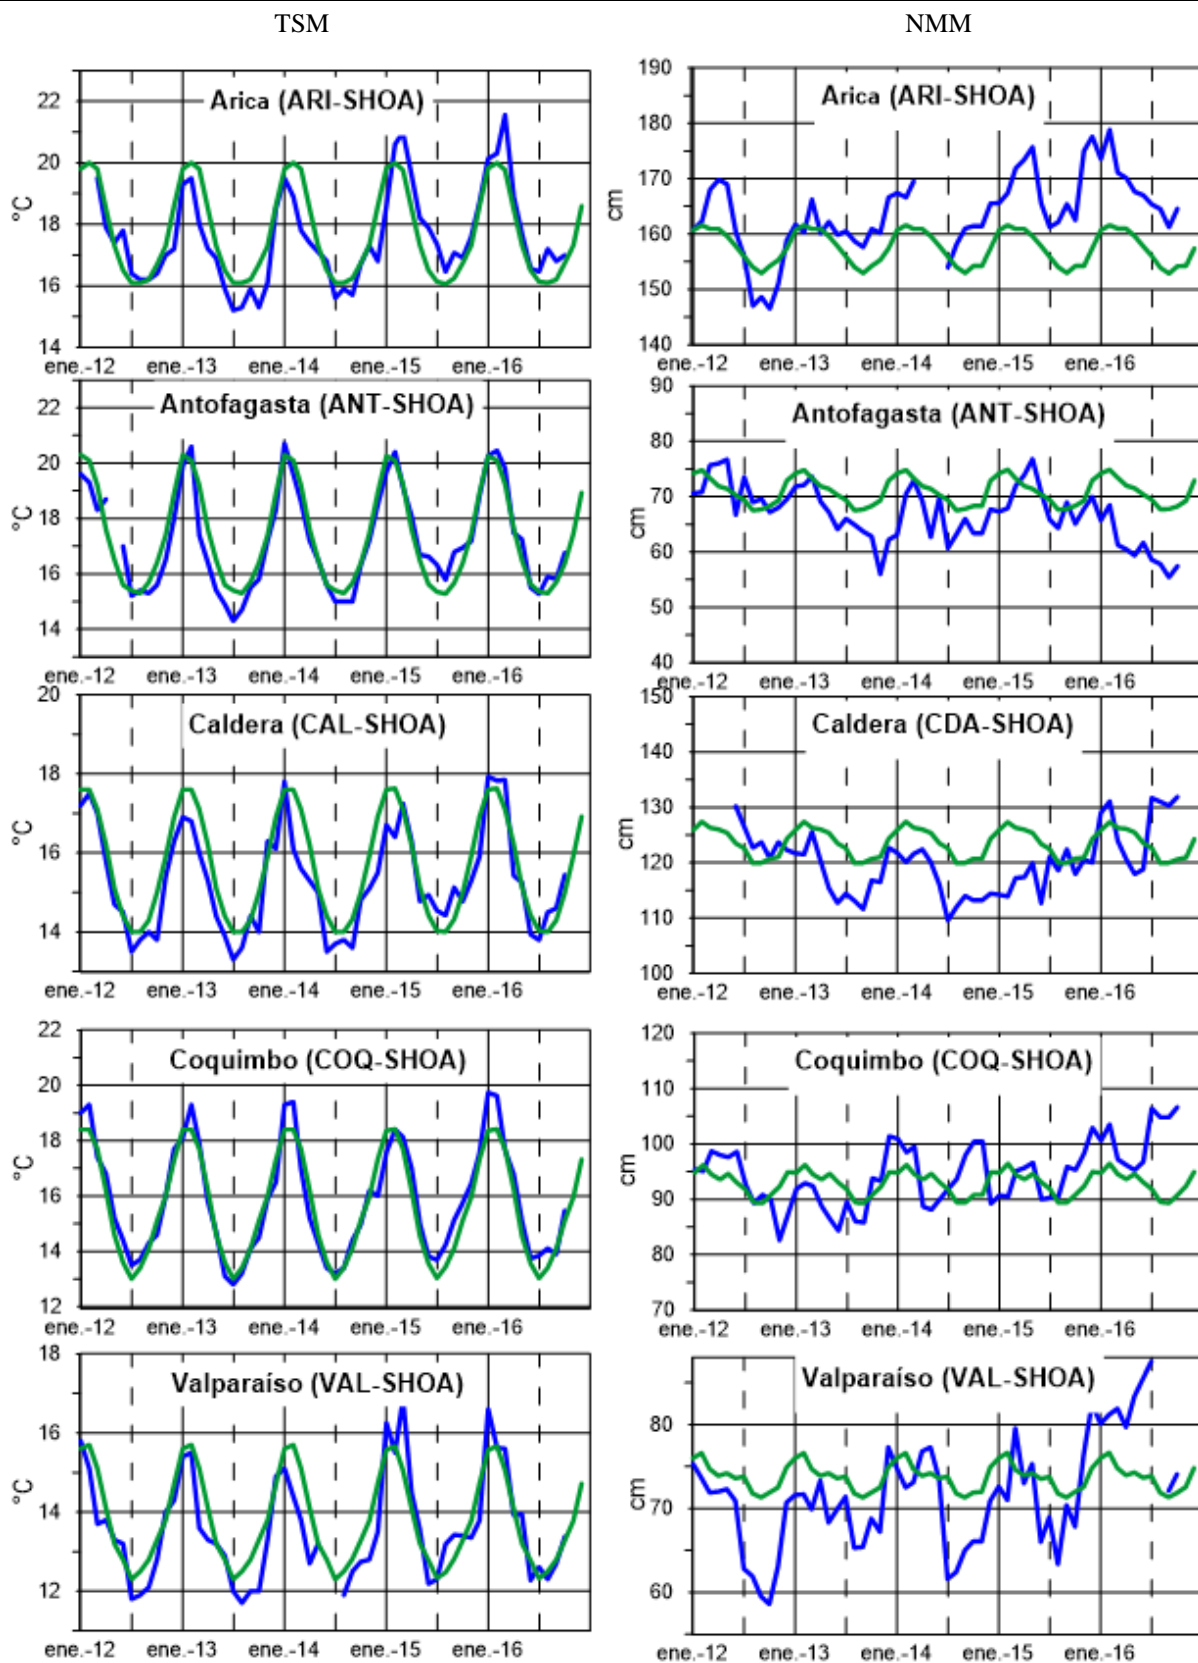 TSM
NMM
Arica (ARI-SHOA)
°C
22
20
18
16
14
ene.-12 ene.-13 ene.-14 ene.-15 ene.-16
Arica (ARI-SHOA)
cm
190
180
170
160
150
140
ene.-12 ene.-13 ene.-14 ene.-15 ene.-16
Antofagasta (ANT-SHOA)
°C
22
20
18
16
14
ene.-12 ene.-13 ene.-14 ene.-15 ene.-16
Antofagasta (ANT-SHOA)
cm
90
80
70
60
50
40
ene.-12 ene.-13 ene.-14 ene.-15 ene.-16
Caldera (CAL-SHOA)
°C
20
18
16
14
ene.-12 ene.-13 ene.-14 ene.-15 ene.-16
Caldera (CDA-SHOA)
cm
150
140
130
120
110
100
ene.-12 ene.-13 ene.-14 ene.-15 ene.-16
Coquimbo (COQ-SHOA)
°C
22
20
18
16
14
12
ene.-12 ene.-13 ene.-14 ene.-15 ene.-16
Coquimbo (COQ-SHOA)
cm
120
110
100
90
80
70
ene.-12 ene.-13 ene.-14 ene.-15 ene.-16
Valparaíso (VAL-SHOA)
°C
18
16
14
12
ene.-12 ene.-13 ene.-14 ene.-15 ene.-16
Valparaíso (VAL-SHOA)
cm
80
70
60
ene.-12 ene.-13 ene.-14 ene.-15 ene.-16